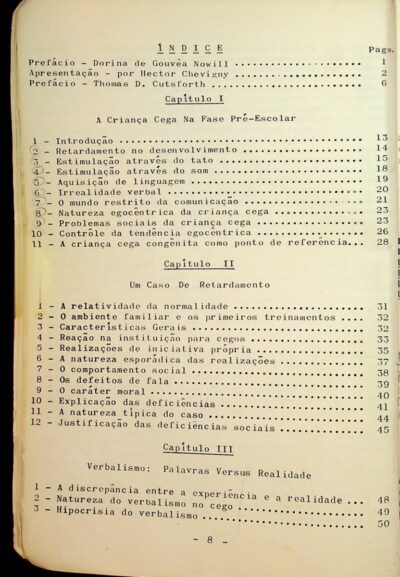 Í N D I C E
Pags.
Prefácio - Dorina de Gouvêa Nowill ...................... 1
Apresentação - por Hector Chevigny ...................... 2
Prefácio - Thomas D. Cutsforth ...................... 6
Capítulo I
A Criança Cega Na Fase Pré-Escolar
1 - Introdução ...................... 13
2 - Retardamento no desenvolvimento ...................... 14
3 - Estimulação através do tato ...................... 15
4 - Estimulação através do som ...................... 18
5 - Aquisição de linguagem ...................... 19
6 - Irrealidade verbal ...................... 20
7 - O mundo restrito da comunicação ...................... 21
8 - Natureza egocêntrica da criança cega ...................... 23
9 - Problemas sociais da criança cega ...................... 23
10 - Contrôle da tendência egocêntrica ...................... 26
11 - A criança cega congênita como ponto de referência... 28
Capítulo II
Um Caso De Retardamento
1 - A relatividade da normalidade ...................... 31
2 - O ambiente familiar e os primeiros treinamentos ... 32
3 - Características Gerais ...................... 32
4 - Reação na instituição para cegos ...................... 33
5 - Realizações de iniciativa própria ...................... 35
6 - A natureza esporádica das realizações ...................... 37
7 - O comportamento social ...................... 38
8 - Os defeitos de fala ...................... 39
9 - O caráter moral ...................... 40
10 - Explicação das deficiências ...................... 41
11 - A natureza típica do caso ...................... 44
12 - Justificação das deficiências sociais ...................... 45
Capítulo III
Verbalismo: Palavras Versus Realidade
1 - A discrepância entre a experiência e a realidade ... 48
2 - Natureza do verbalismo no cego ...................... 49
3 - Hipocrisia do verbalismo ...................... 50
- 8 -